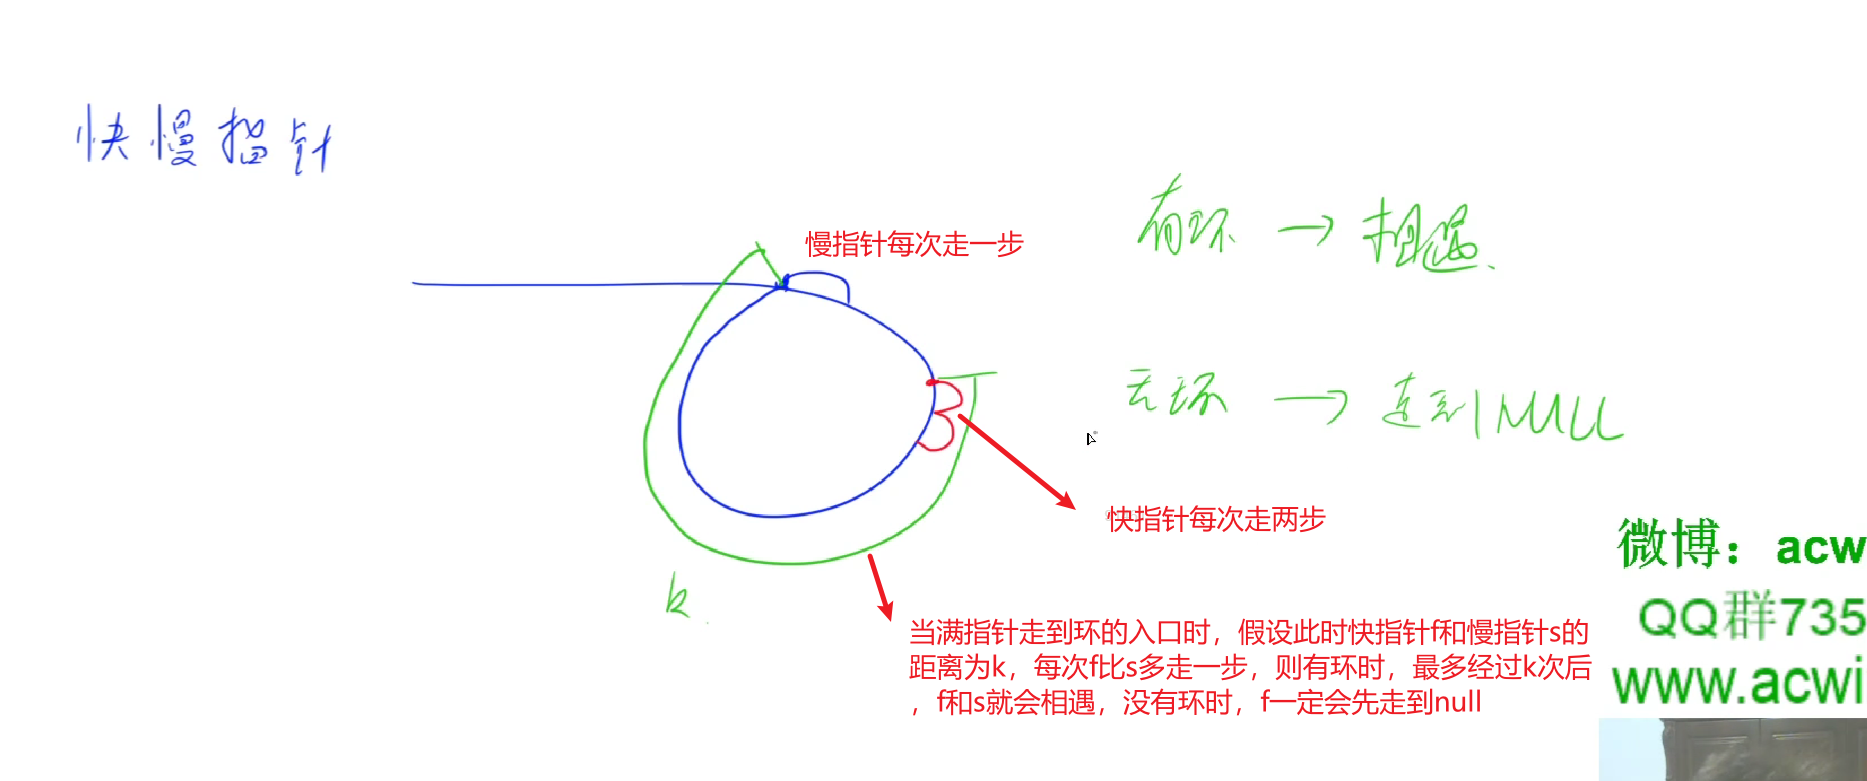 快慢指针
慢指针每次走一步
有环 → 相遇
无环 → 走到NULL
快指针每次走两步
k
当满指针走到环的入口时，假设此时快指针f和慢指针s的
距离为k，每次f比s多走一步，则有环时，最多经过k次后
，f和s就会相遇，没有环时，f一定会先走到null
微博：acw
QQ群735
www.acwi